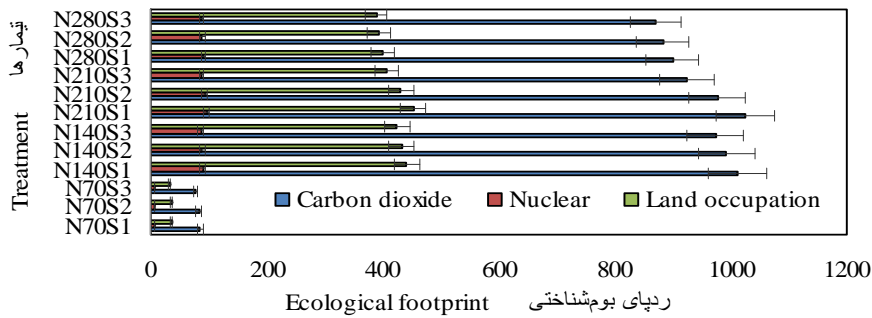 تیمارها
Treatment
N280S3
N280S2
N280S1
N210S3
N210S2
N210S1
N140S3
N140S2
N140S1
N70S3
N70S2
N70S1
Carbon dioxide Nuclear Land occupation
0 200 400 600 800 1000 1200
Ecological footprint ردپای بوم‌شناختی